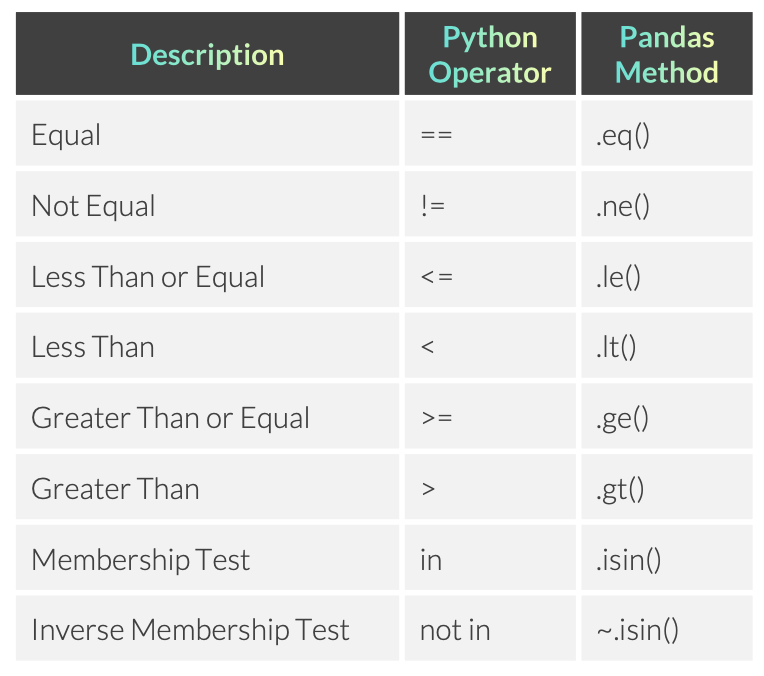 Description Python Operator Pandas Method
Equal == .eq()
Not Equal != .ne()
Less Than or Equal <= .le()
Less Than < .lt()
Greater Than or Equal >= .ge()
Greater Than > .gt()
Membership Test in .isin()
Inverse Membership Test not in ~.isin()